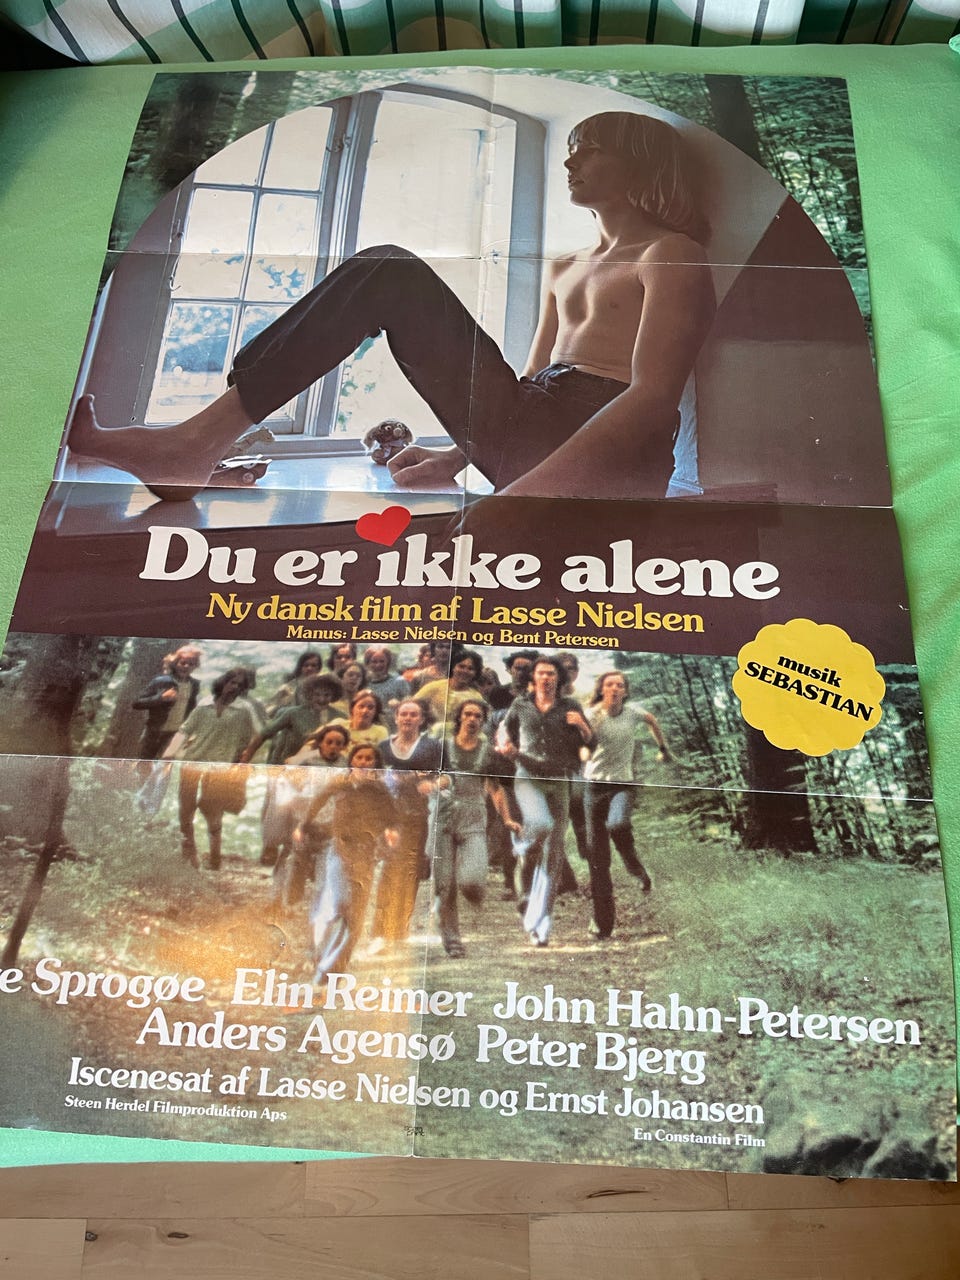 Du er ikke alene
Ny dansk film af Lasse Nielsen
Manus: Lasse Nielsen og Bent Petersen
musik
SEBASTIAN
Sprogøe Elin Reimer John Hahn-Petersen
Anders Agensø Peter Bjerg
Iscenesat af Lasse Nielsen og Ernst Johansen
Steen Herdel Filmproduktion Aps
En Constantin Film